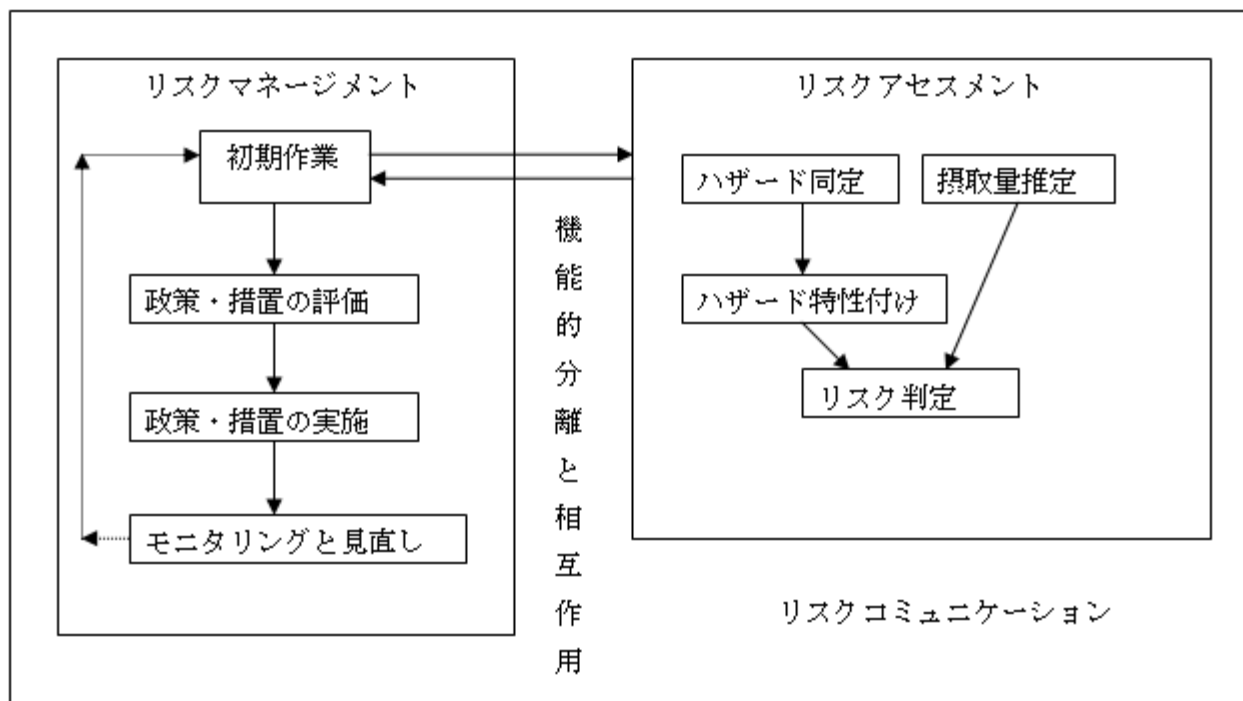 リスクマネージメント
初期作業
政策・措置の評価
政策・措置の実施
モニタリングと見直し
機能的分離と相互作用
リスクアセスメント
ハザード同定
摂取量推定
ハザード特性付け
リスク判定
リスクコミュニケーション